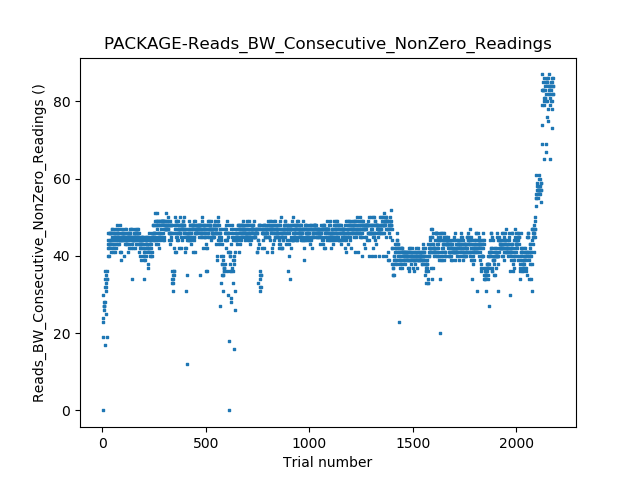 PACKAGE-Reads_BW_Consecutive_NonZero_Readings
Reads_BW_Consecutive_NonZero_Readings ()
80
60
40
20
0
0 500 1000 1500 2000
Trial number